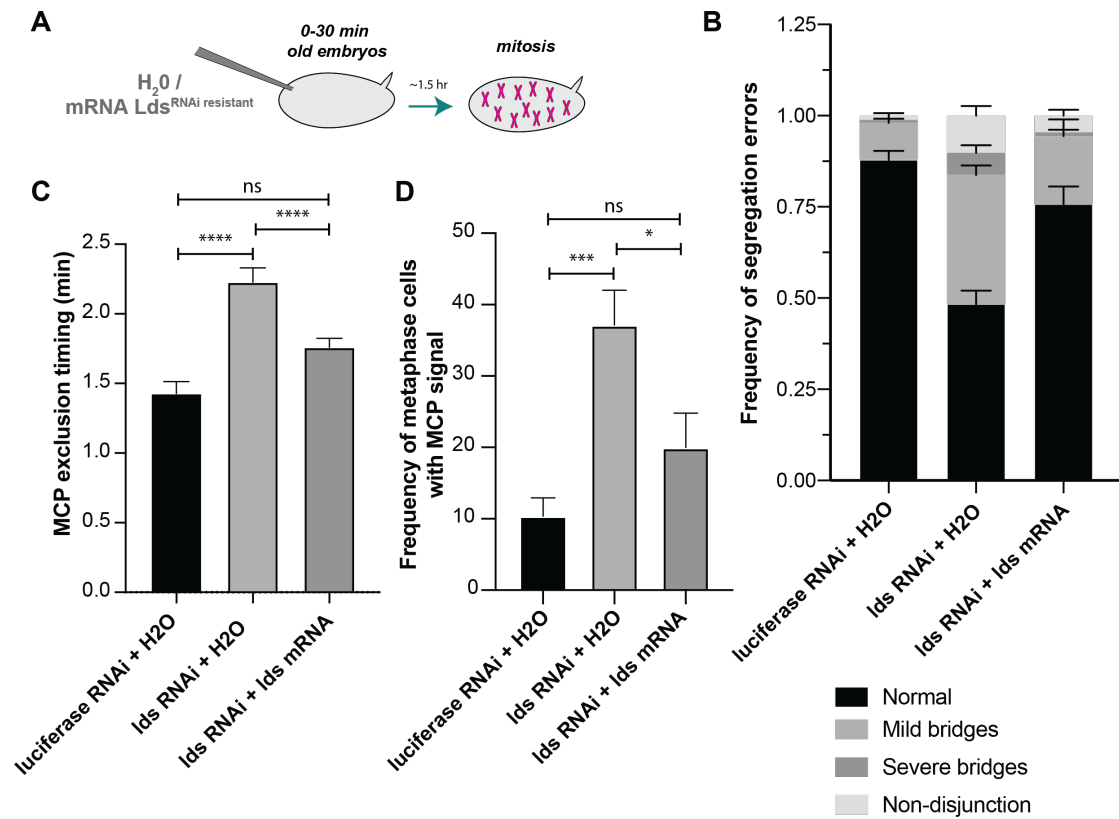 A
0-30 min
old embryos
mitosis
H20 /
mRNA LdsRNAi resistant
~1.5 hr
B
Frequency of segregation errors
1.25
1.00
0.75
0.50
0.25
0.00
luciferase RNAi + H2O
lds RNAi + H2O
lds RNAi + lds mRNA
Normal
Mild bridges
Severe bridges
Non-disjunction
C
ns
****
****
MCP exclusion timing (min)
2.5
2.0
1.5
1.0
0.5
0.0
luciferase RNAi + H2O
lds RNAi + H2O
lds RNAi + lds mRNA
D
ns
*
***
Frequency of metaphase cells
with MCP signal
50
40
30
20
10
0
luciferase RNAi + H2O
lds RNAi + H2O
lds RNAi + lds mRNA